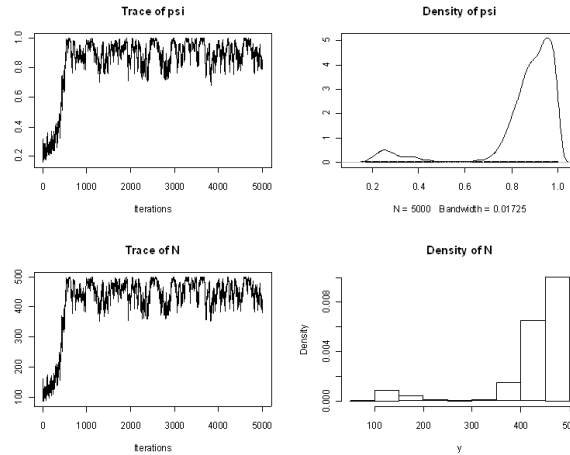 Trace of psi
Density of psi
0.2 0.4 0.6 0.8 1.0
0 1 2 3 4 5
0 1000 2000 3000 4000 5000
0.2 0.4 0.6 0.8 1.0
Iterations
N = 5000 Bandwidth = 0.01725
Trace of N
Density of N
100 200 300 400 500
Density
0.000 0.004 0.008
0 1000 2000 3000 4000 5000
100 200 300 400 500
Iterations
y